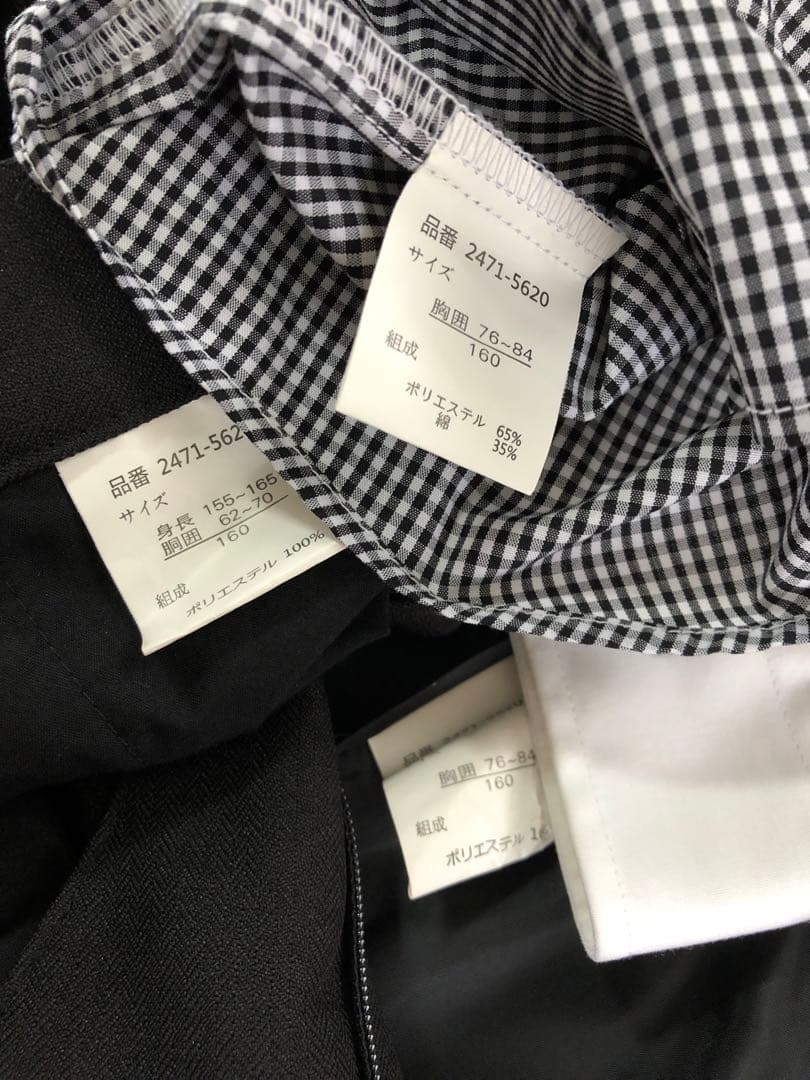 品番 2471-5620
サイズ
胸囲 76~84
160
組成
ポリエステル 65%
綿 35%
品番 2471-562
サイズ
身長 155~165
胴囲 62~70
160
組成
ポリエステル 100%
品番 2471
胸囲 76~84
160
組成
ポリエステル